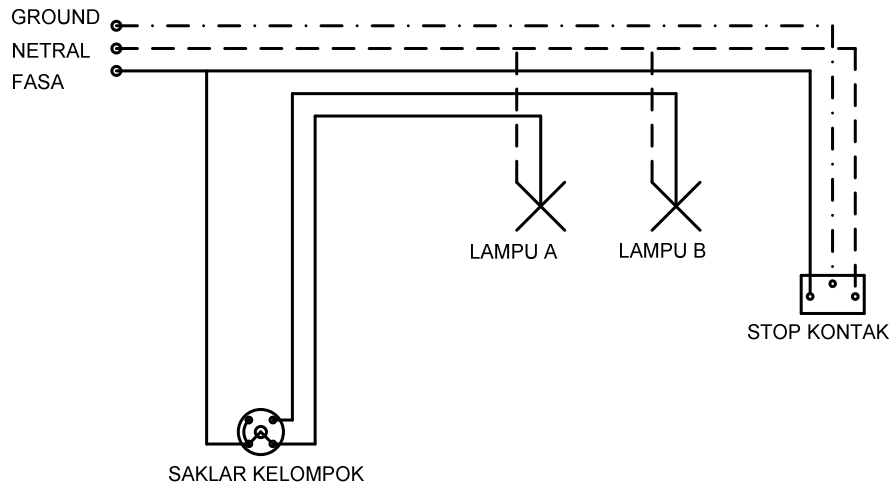 GROUND
NETRAL
FASA
LAMPU A
LAMPU B
STOP KONTAK
SAKLAR KELOMPOK